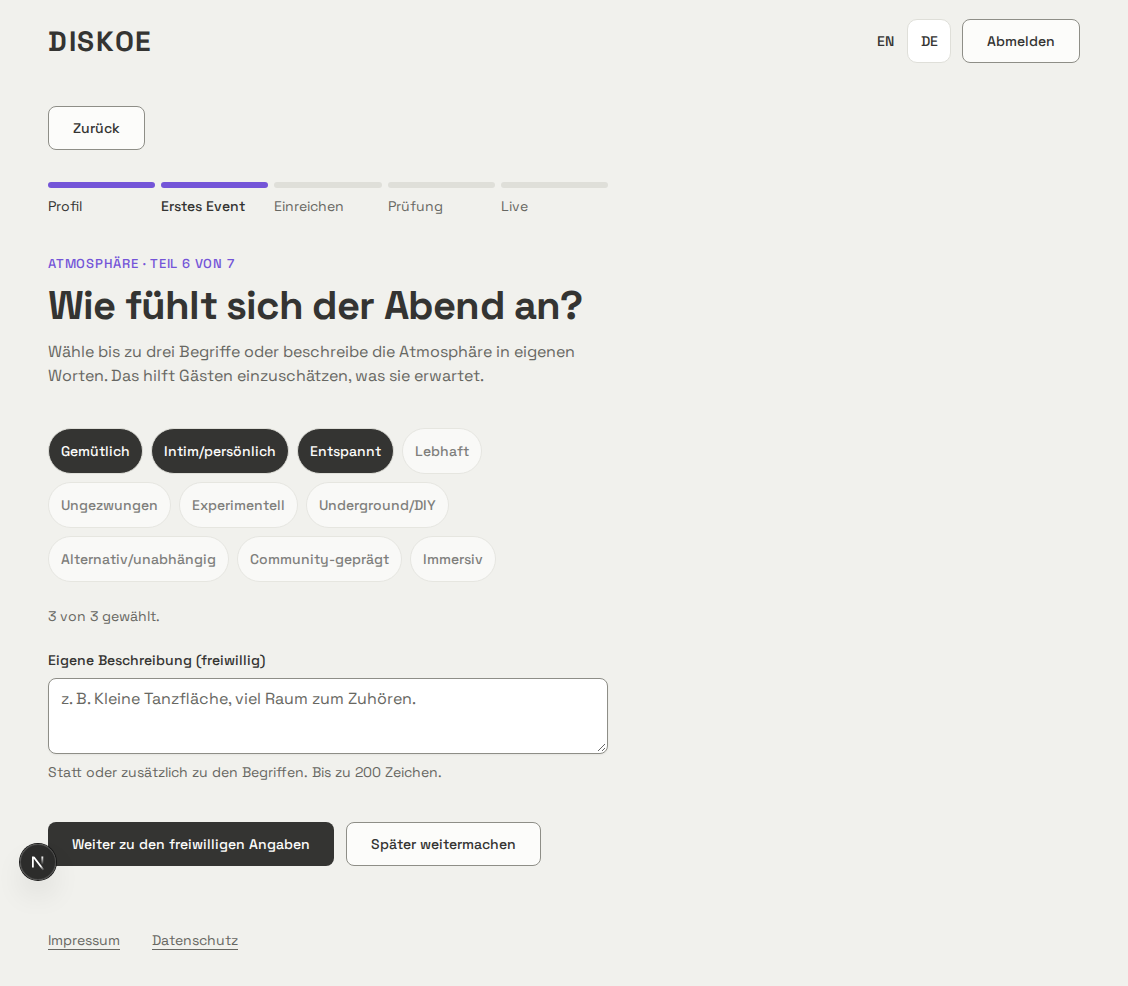 DISKOE
EN DE Abmelden
Zurück
Profil Erstes Event Einreichen Prüfung Live
ATMOSPHÄRE · TEIL 6 VON 7
Wie fühlt sich der Abend an?
Wähle bis zu drei Begriffe oder beschreibe die Atmosphäre in eigenen
Worten. Das hilft Gästen einzuschätzen, was sie erwartet.
Gemütlich Intim/persönlich Entspannt Lebhaft
Ungezwungen Experimentell Underground/DIY
Alternativ/unabhängig Community-geprägt Immersiv
3 von 3 gewählt.
Eigene Beschreibung (freiwillig)
z. B. Kleine Tanzfläche, viel Raum zum Zuhören.
Statt oder zusätzlich zu den Begriffen. Bis zu 200 Zeichen.
Weiter zu den freiwilligen Angaben Später weitermachen
N
Impressum Datenschutz